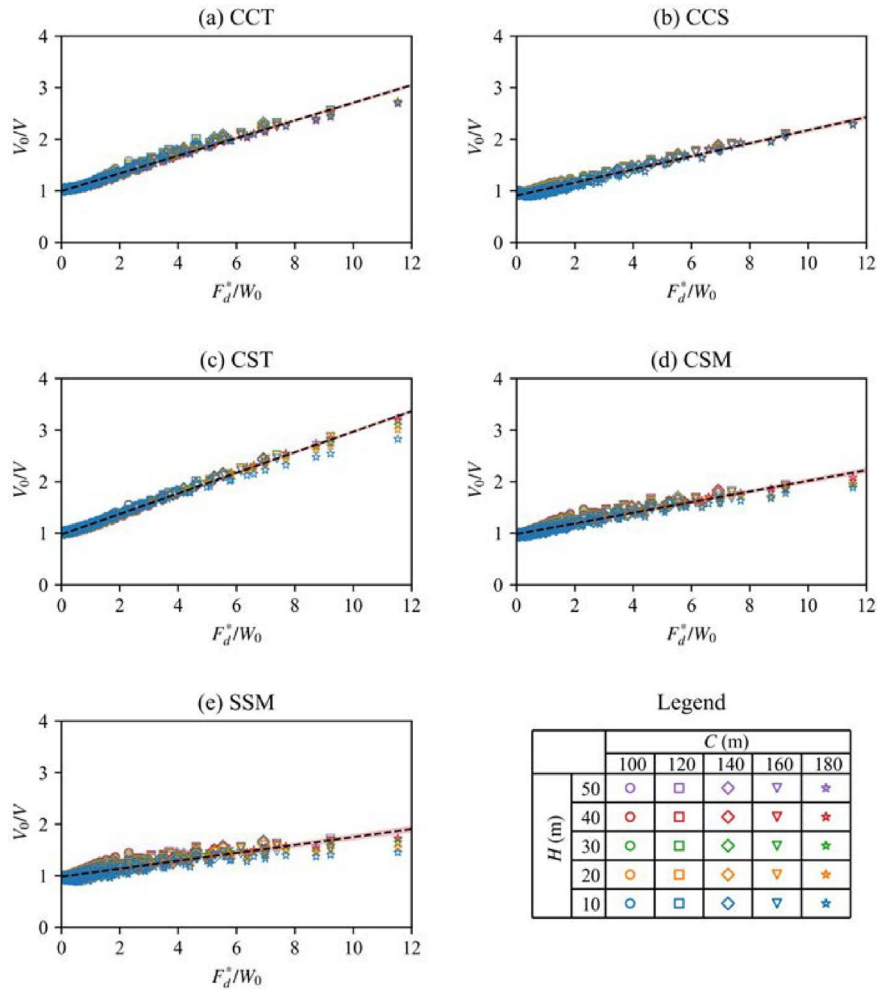 (a) CCT
4
3
2
1
0
V₀/V
0 2 4 6 8 10 12
F*d/W₀
(b) CCS
4
3
2
1
0
V₀/V
0 2 4 6 8 10 12
F*d/W₀
(c) CST
4
3
2
1
0
V₀/V
0 2 4 6 8 10 12
F*d/W₀
(d) CSM
4
3
2
1
0
V₀/V
0 2 4 6 8 10 12
F*d/W₀
(e) SSM
4
3
2
1
0
V₀/V
0 2 4 6 8 10 12
F*d/W₀
Legend
C (m)
100 120 140 160 180
H (m)
50
40
30
20
10